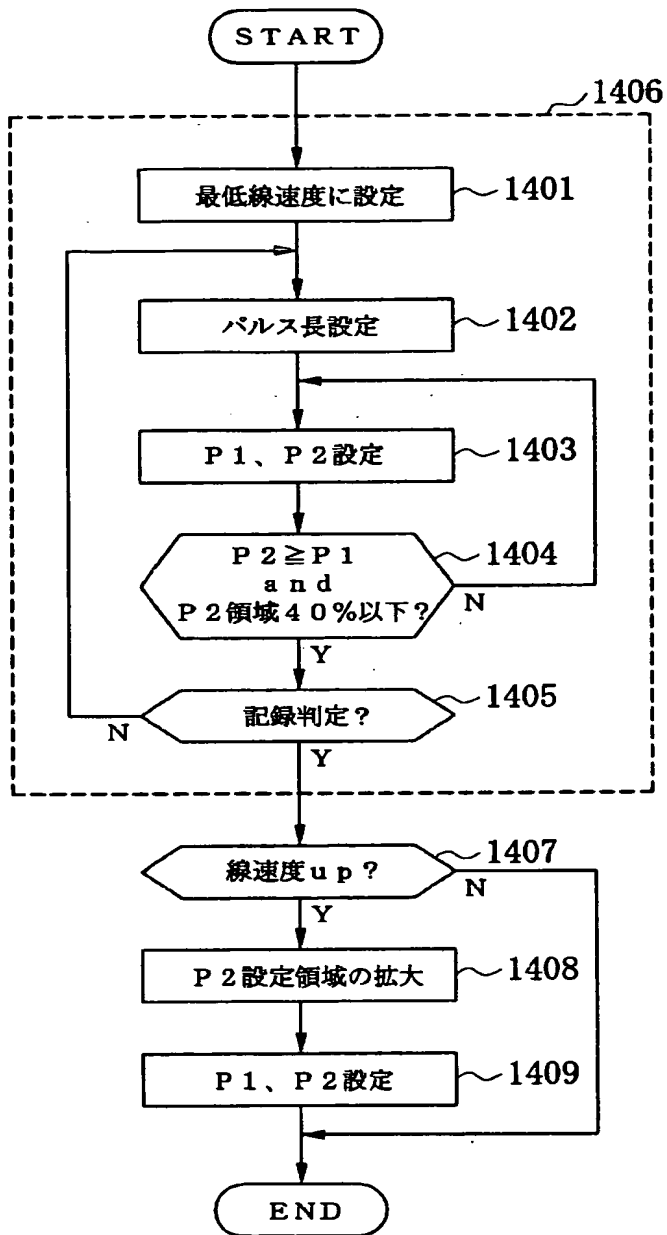 START
1406
最低線速度に設定
1401
パルス長設定
1402
P1、P2設定
1403
P2≧P1
and
P2領域40%以下?
1404
N
Y
記録判定?
1405
N
Y
線速度up?
1407
N
Y
P2設定領域の拡大
1408
P1、P2設定
1409
END